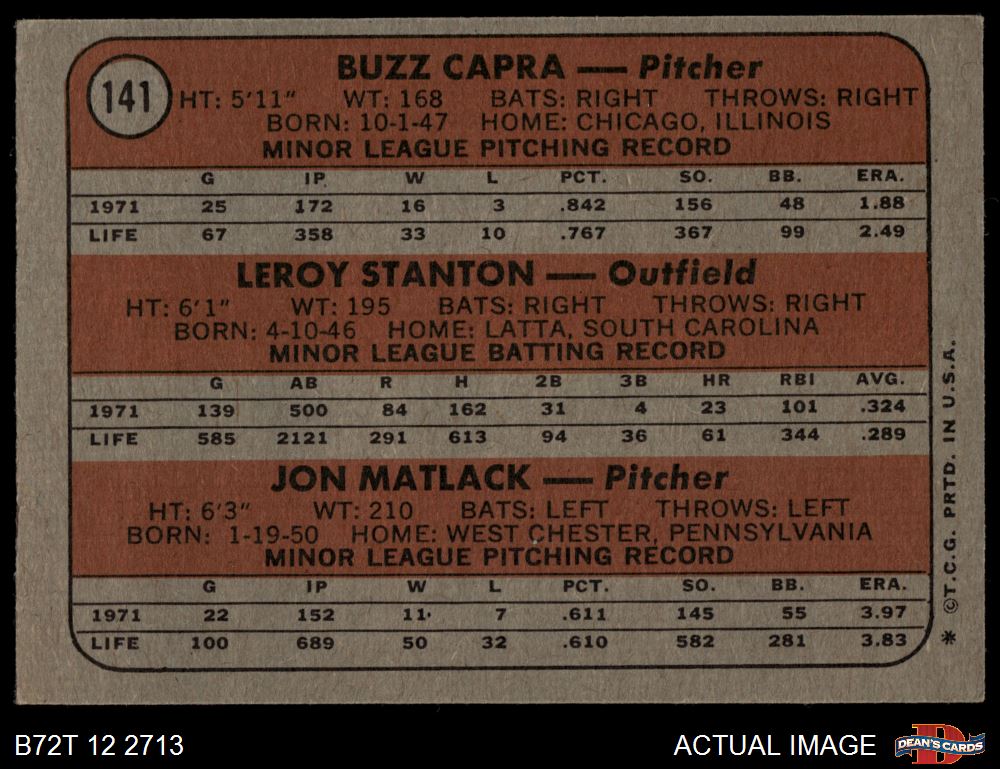 141
BUZZ CAPRA — Pitcher
HT: 5'11" WT: 168 BATS: RIGHT THROWS: RIGHT
BORN: 10-1-47 HOME: CHICAGO, ILLINOIS
MINOR LEAGUE PITCHING RECORD
G IP W L PCT. SO. BB. ERA.
1971 25 172 16 3 .842 156 48 1.88
LIFE 67 358 33 10 .767 367 99 2.49
LEROY STANTON — Outfield
HT: 6'1" WT: 195 BATS: RIGHT THROWS: RIGHT
BORN: 4-10-46 HOME: LATTA, SOUTH CAROLINA
MINOR LEAGUE BATTING RECORD
G AB R H 2B 3B HR RBI AVG.
1971 139 500 84 162 31 4 23 101 .324
LIFE 585 2121 291 613 94 36 61 344 .289
JON MATLACK — Pitcher
HT: 6'3" WT: 210 BATS: LEFT THROWS: LEFT
BORN: 1-19-50 HOME: WEST CHESTER, PENNSYLVANIA
MINOR LEAGUE PITCHING RECORD
G IP W L PCT. SO. BB. ERA.
1971 22 152 11 7 .611 145 55 3.97
LIFE 100 689 50 32 .610 582 281 3.83
* ©T.C.G. PRTD. IN U.S.A.
B72T 12 2713
ACTUAL IMAGE
D
DEAN'S CARDS